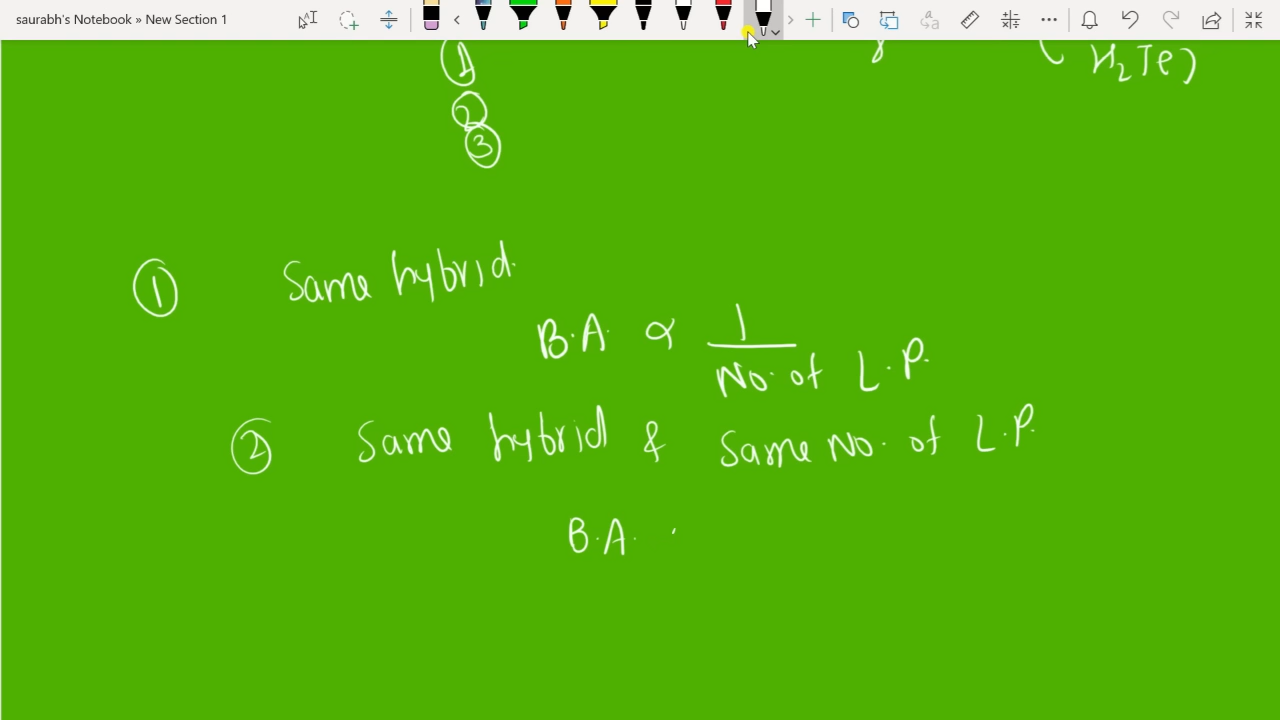 saurabh's Notebook » New Section 1
①
H₂Te)
②
③
① Same hybrid.
B.A. ∝ 1
No. of L.P.
② Same hybrid & Same No. of L.P.
B.A.